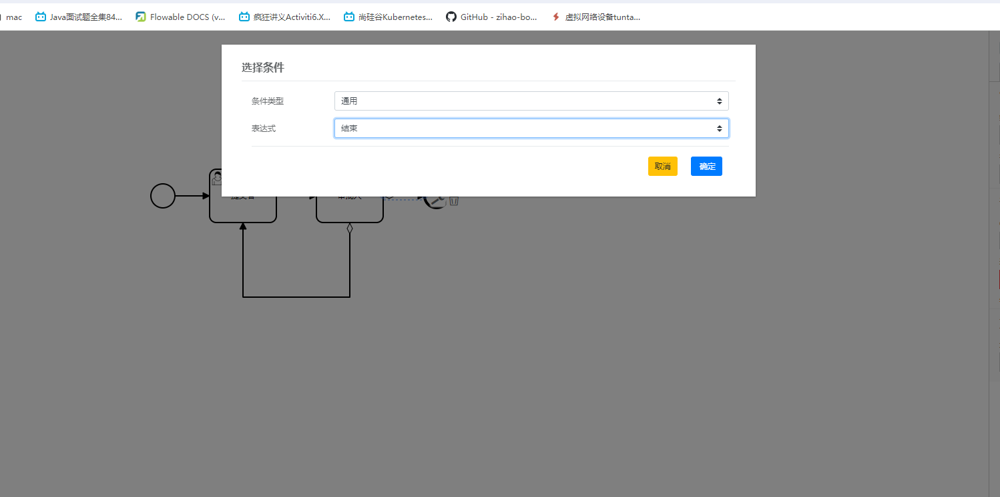 mac
Java面试题全集84...
Flowable DOCS (v...
疯狂讲义Activiti6.X...
尚硅谷Kubernetes...
GitHub - zihao-bo...
虚拟网络设备tunta...
选择条件
条件类型
通用
表达式
结束
取消
确定